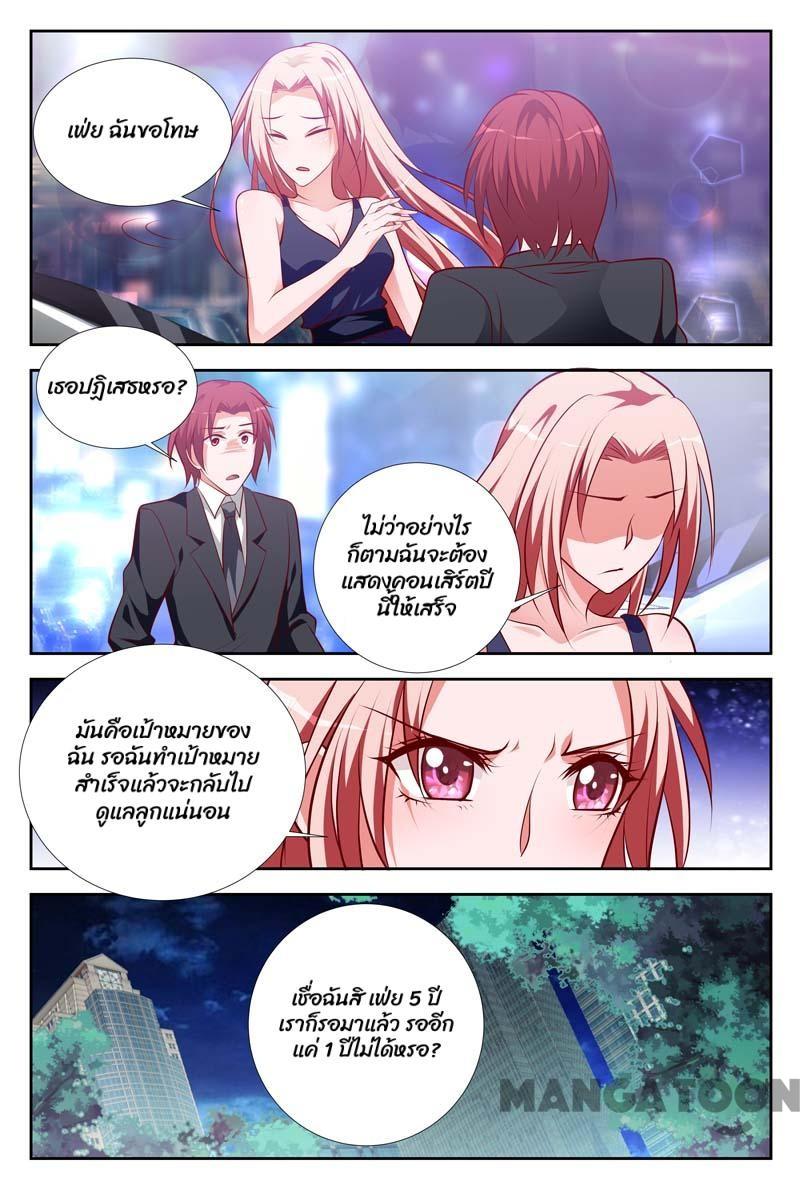 เฟ่ย ฉันขอโทษ
เธอปฏิเสธหรอ?
ไม่ว่าอย่างไร
ก็ตามฉันจะต้อง
แสดงคอนเสิร์ตปี
นี้ให้เสร็จ
มันคือเป้าหมายของ
ฉัน รอฉันทำเป้าหมาย
สำเร็จแล้วจะกลับไป
ดูแลลูกแน่นอน
เชื่อฉันสิ เฟ่ย 5 ปี
เราก็รอมาแล้ว รออีก
แค่ 1 ปีไม่ได้หรอ?
MANGATOON